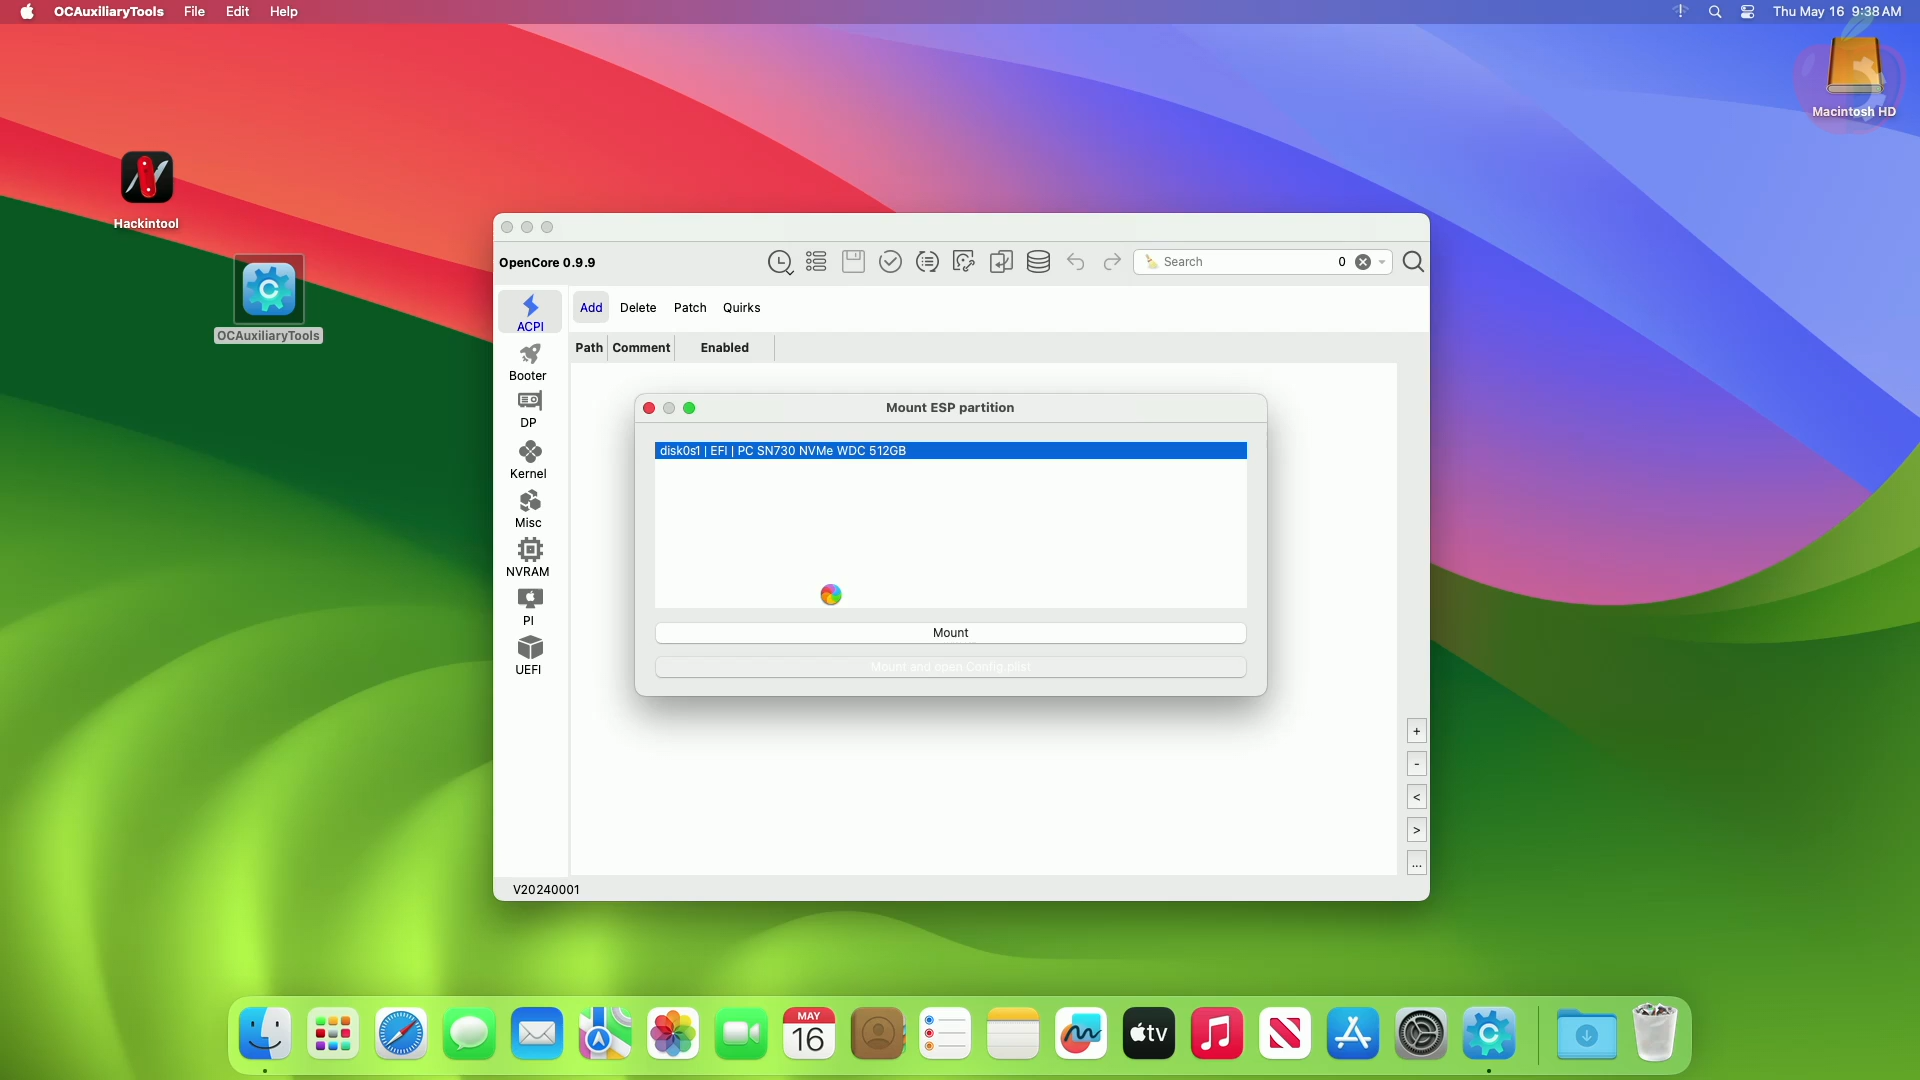 OCAuxiliaryTools File Edit Help
Thu May 16 9:38 AM
Macintosh HD
Hackintool
OCAuxiliaryTools
OpenCore 0.9.9
Search 0
ACPI
Booter
DP
Kernel
Misc
NVRAM
PI
UEFI
Add Delete Patch Quirks
Path Comment Enabled
Mount ESP partition
disk0s1 | EFI | PC SN730 NVMe WDC 512GB
Mount
Mount and open Config.plist
+
-
<
>
...
V20240001
MAY
16
tv